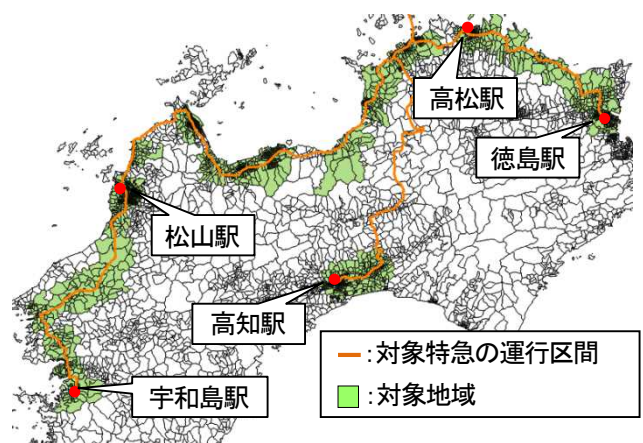 高松駅
徳島駅
松山駅
高知駅
宇和島駅
:対象特急の運行区間
:対象地域